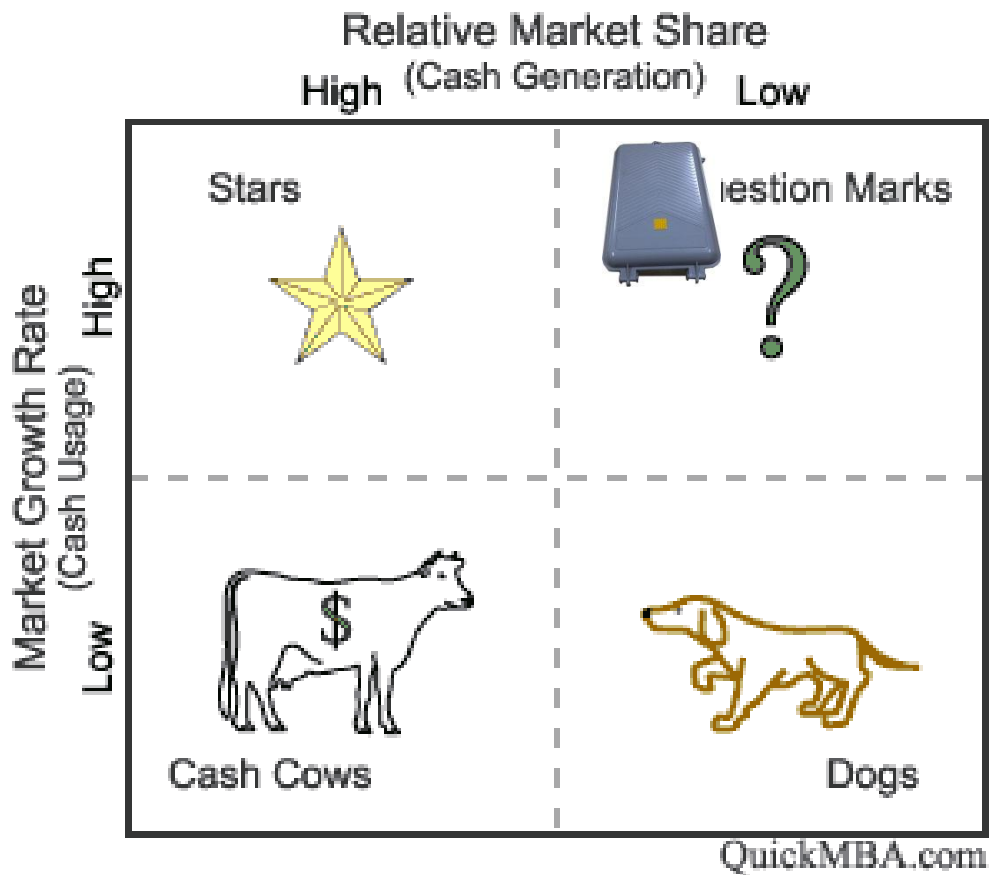 Relative Market Share
(Cash Generation)
High Low
Stars
estion Marks
Market Growth Rate
(Cash Usage)
High
Low
Cash Cows
Dogs
QuickMBA.com
$
?